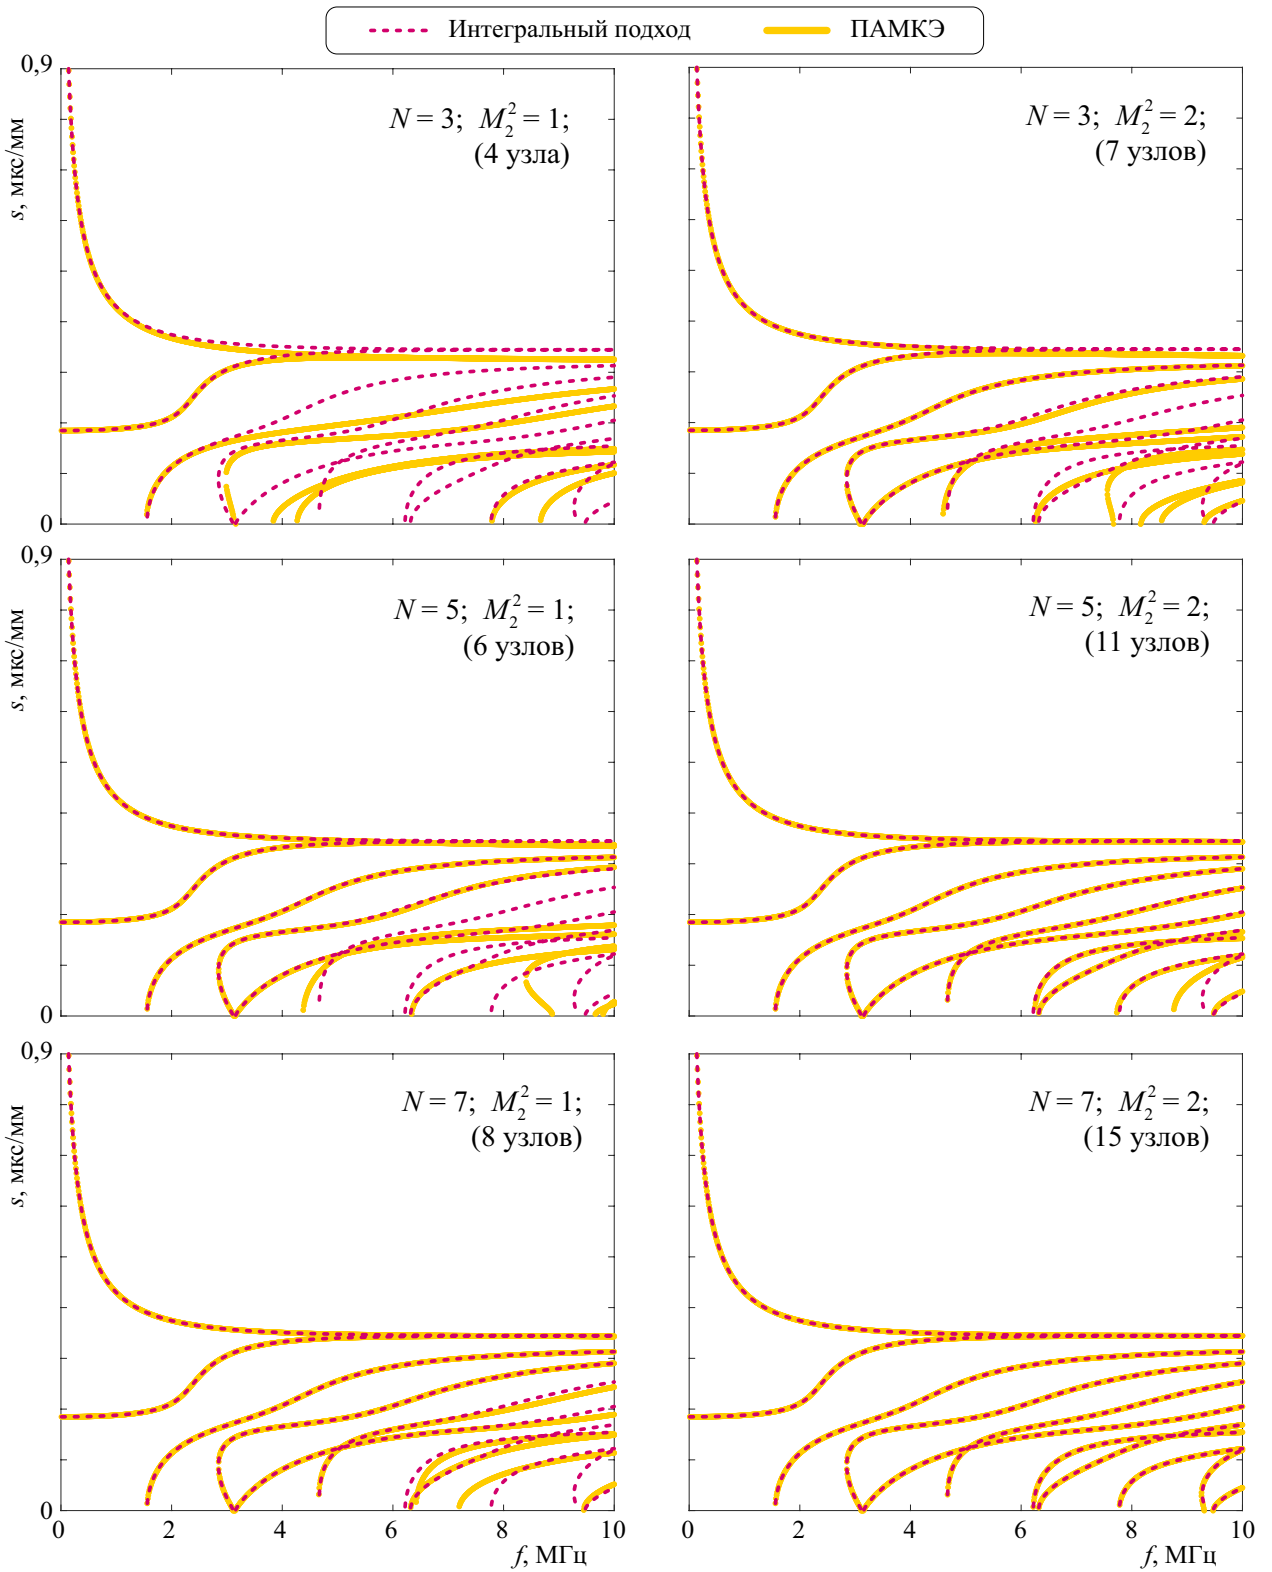 Интегральный подход ПАМКЭ
0,9
s, мкс/мм
N = 3; M₂² = 1;
(4 узла)
N = 3; M₂² = 2;
(7 узлов)
0
0,9
s, мкс/мм
N = 5; M₂² = 1;
(6 узлов)
N = 5; M₂² = 2;
(11 узлов)
0
0,9
s, мкс/мм
N = 7; M₂² = 1;
(8 узлов)
N = 7; M₂² = 2;
(15 узлов)
0
0 2 4 6 8 10 0 2 4 6 8 10
f, МГц f, МГц